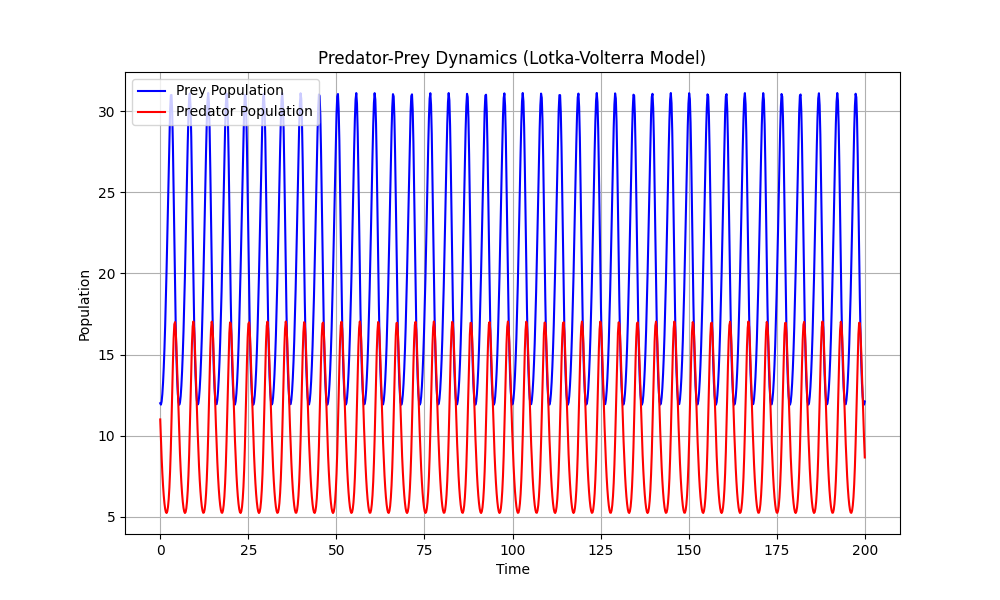 Predator-Prey Dynamics (Lotka-Volterra Model)
Prey Population
Predator Population
30
25
20
15
10
5
Population
0 25 50 75 100 125 150 175 200
Time